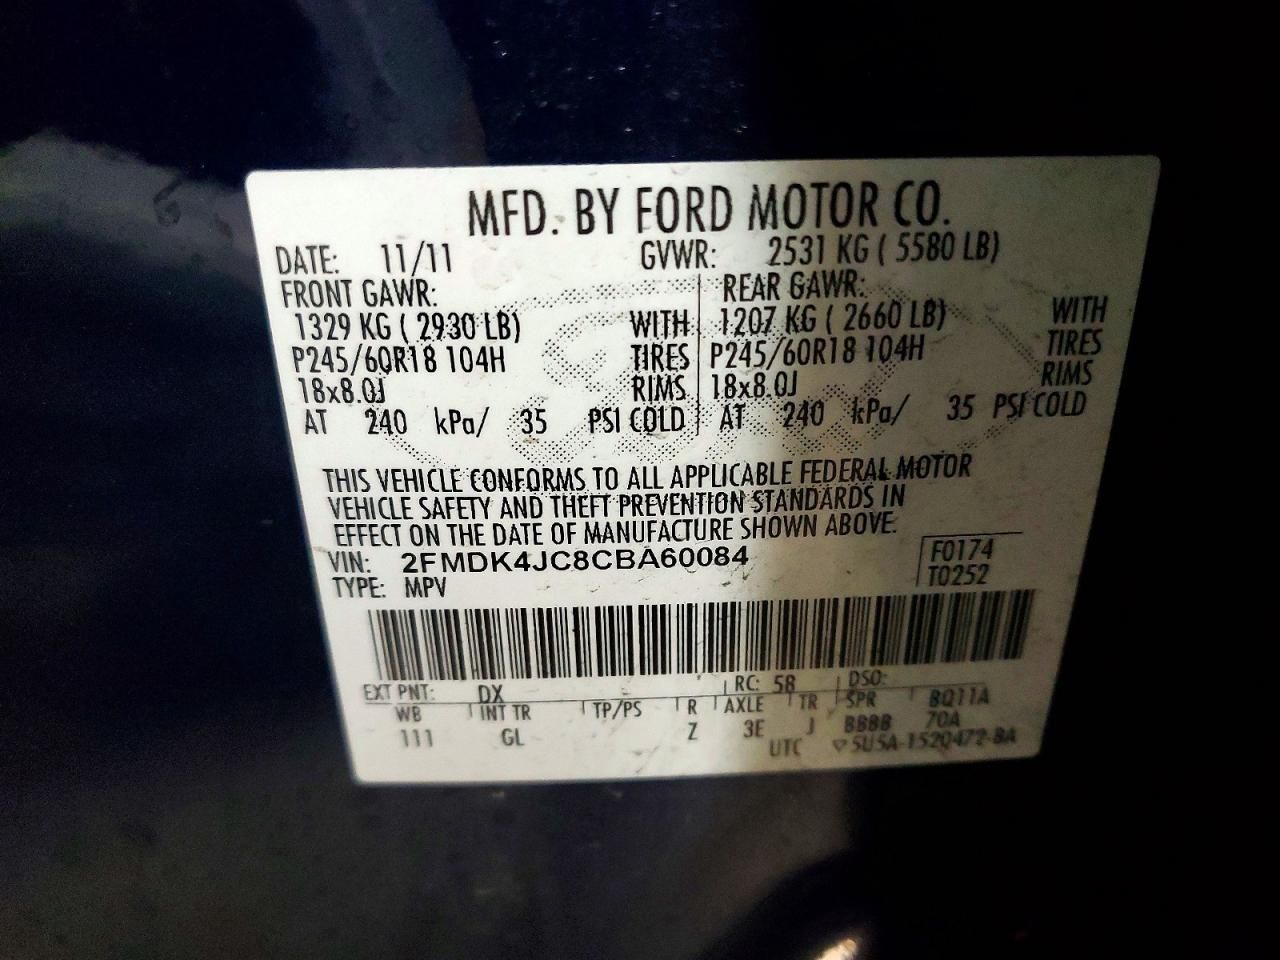 MFD. BY FORD MOTOR CO.
DATE: 11/11 GVWR: 2531 KG ( 5580 LB)
FRONT GAWR: REAR GAWR:
1329 KG ( 2930 LB) WITH 1207 KG ( 2660 LB) WITH
P245/60R18 104H TIRES P245/60R18 104H TIRES
18x8.0J RIMS 18x8.0J RIMS
AT 240 kPa/ 35 PSI COLD AT 240 kPa/ 35 PSI COLD
THIS VEHICLE CONFORMS TO ALL APPLICABLE FEDERAL MOTOR
VEHICLE SAFETY AND THEFT PREVENTION STANDARDS IN
EFFECT ON THE DATE OF MANUFACTURE SHOWN ABOVE.
VIN: 2FMDK4JC8CBA60084 F0174
TYPE: MPV T0252
EXT PNT: DX RC: 58 DSO:
WB INT TR TP/PS R AXLE TR SPR BQ11A
111 GL Z 3E J BBBB 70A
UTC ▽5U5A-1520472-BA